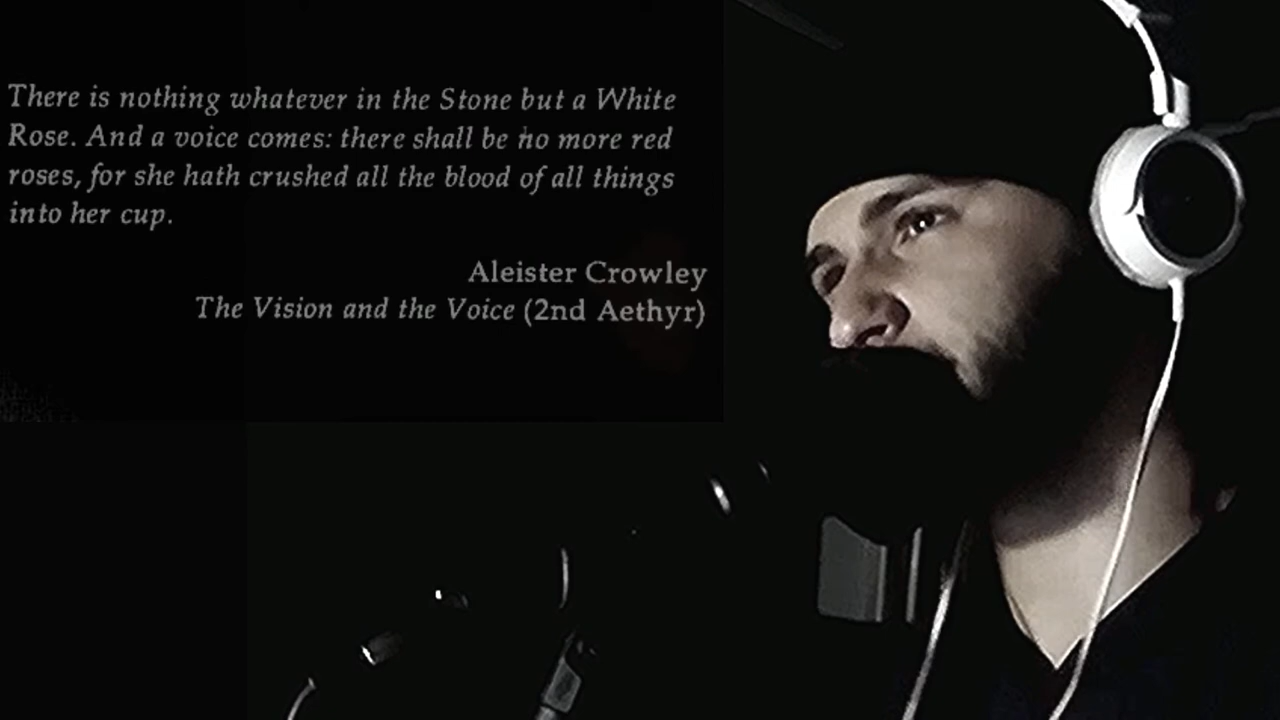 There is nothing whatever in the Stone but a White
Rose. And a voice comes: there shall be no more red
roses, for she hath crushed all the blood of all things
into her cup.
Aleister Crowley
The Vision and the Voice (2nd Aethyr)